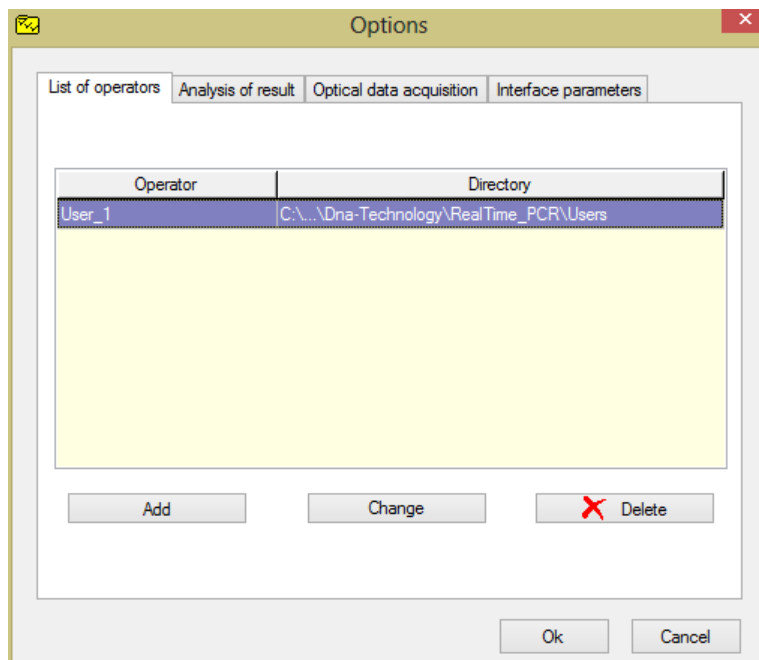 Options
List of operators Analysis of result Optical data acquisition Interface parameters
Operator Directory
User_1 C:\...\Dna-Technology\RealTime_PCR\Users
Add Change Delete
Ok Cancel